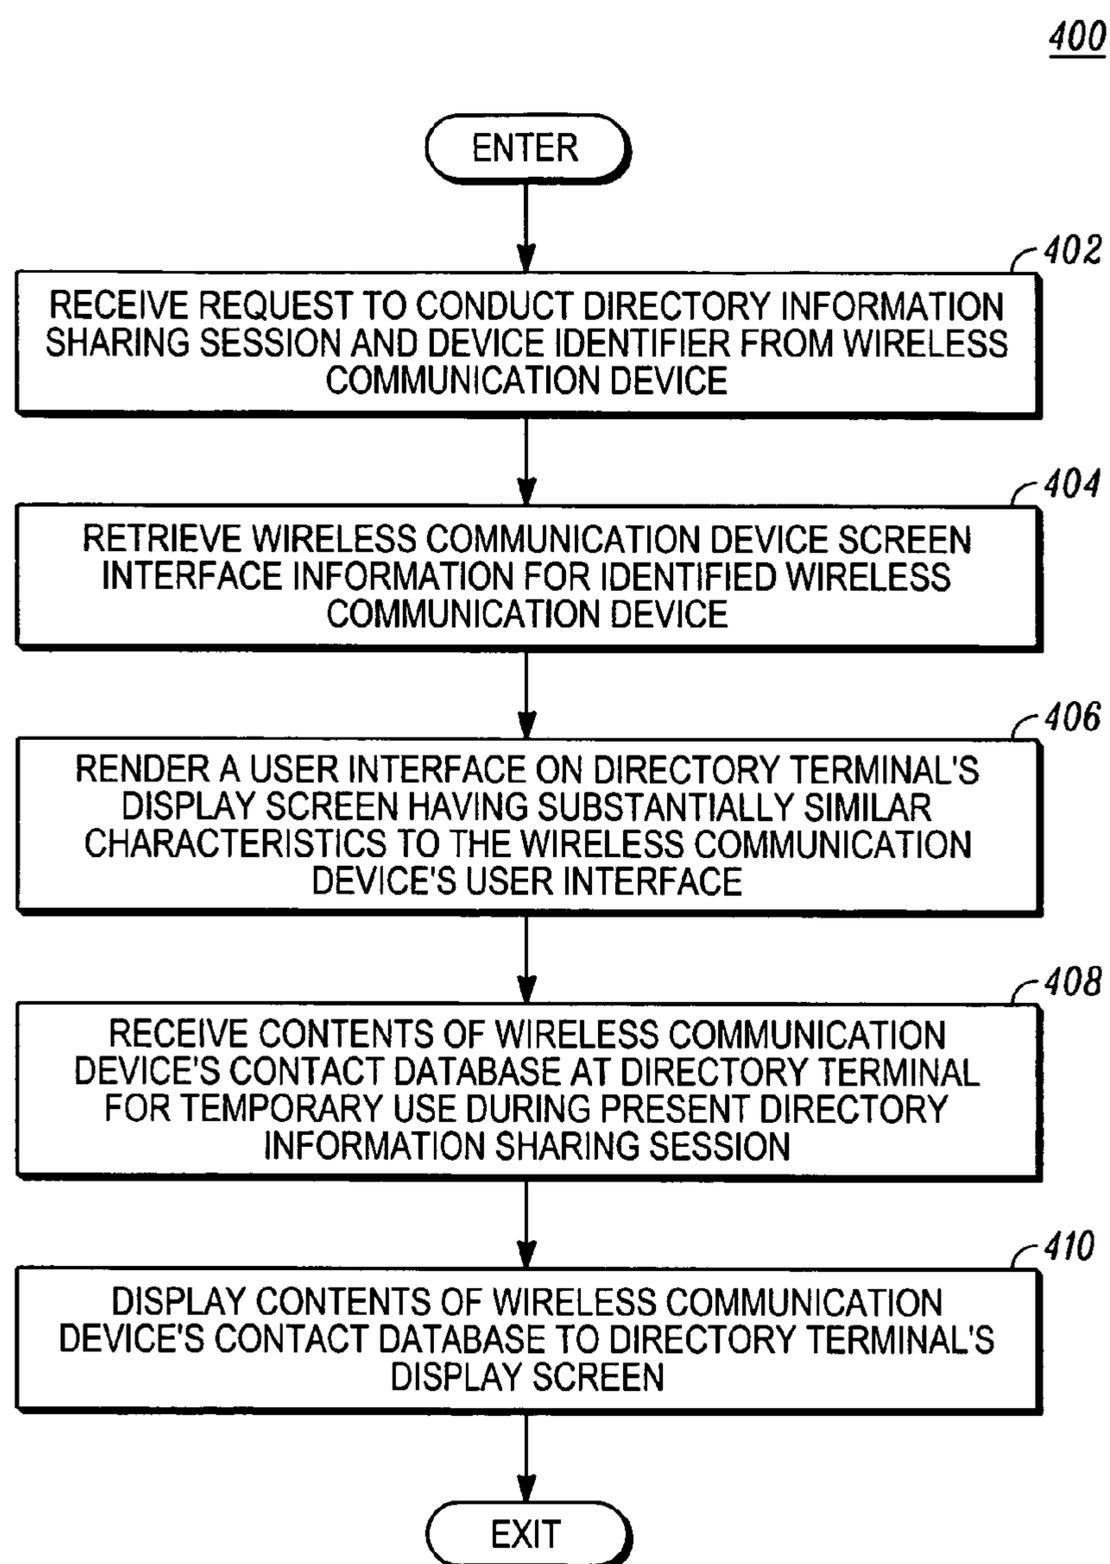 400
ENTER
402
RECEIVE REQUEST TO CONDUCT DIRECTORY INFORMATION
SHARING SESSION AND DEVICE IDENTIFIER FROM WIRELESS
COMMUNICATION DEVICE
404
RETRIEVE WIRELESS COMMUNICATION DEVICE SCREEN
INTERFACE INFORMATION FOR IDENTIFIED WIRELESS
COMMUNICATION DEVICE
406
RENDER A USER INTERFACE ON DIRECTORY TERMINAL'S
DISPLAY SCREEN HAVING SUBSTANTIALLY SIMILAR
CHARACTERISTICS TO THE WIRELESS COMMUNICATION
DEVICE'S USER INTERFACE
408
RECEIVE CONTENTS OF WIRELESS COMMUNICATION
DEVICE'S CONTACT DATABASE AT DIRECTORY TERMINAL
FOR TEMPORARY USE DURING PRESENT DIRECTORY
INFORMATION SHARING SESSION
410
DISPLAY CONTENTS OF WIRELESS COMMUNICATION
DEVICE'S CONTACT DATABASE TO DIRECTORY TERMINAL'S
DISPLAY SCREEN
EXIT